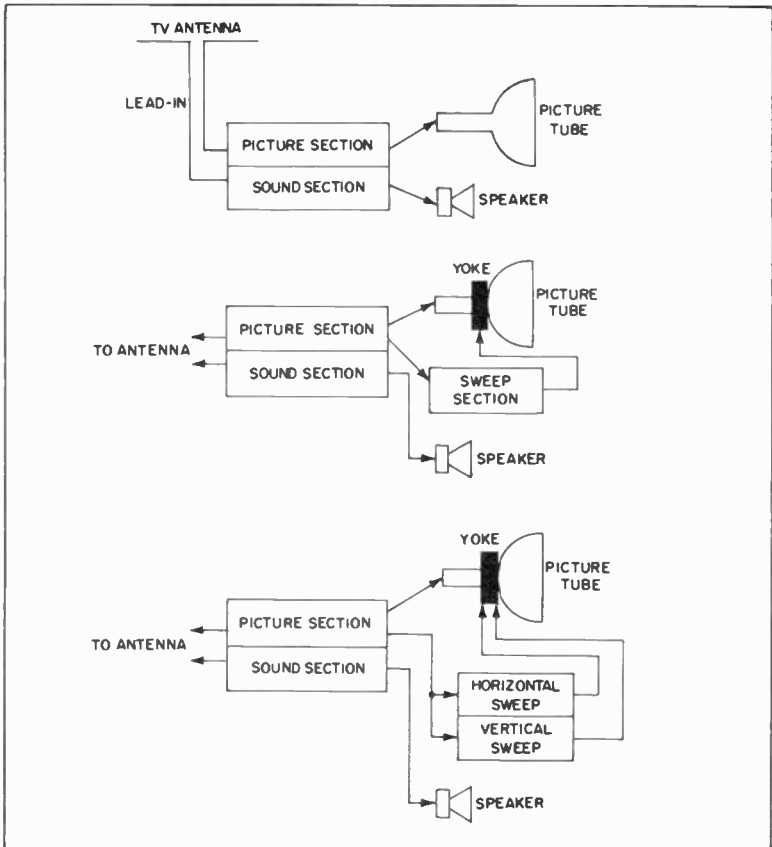 TV ANTENNA
LEAD-IN
PICTURE SECTION
SOUND SECTION
PICTURE
TUBE
SPEAKER
YOKE
PICTURE
TUBE
TO ANTENNA
PICTURE SECTION
SOUND SECTION
SWEEP
SECTION
SPEAKER
YOKE
PICTURE
TUBE
TO ANTENNA
PICTURE SECTION
SOUND SECTION
HORIZONTAL
SWEEP
VERTICAL
SWEEP
SPEAKER